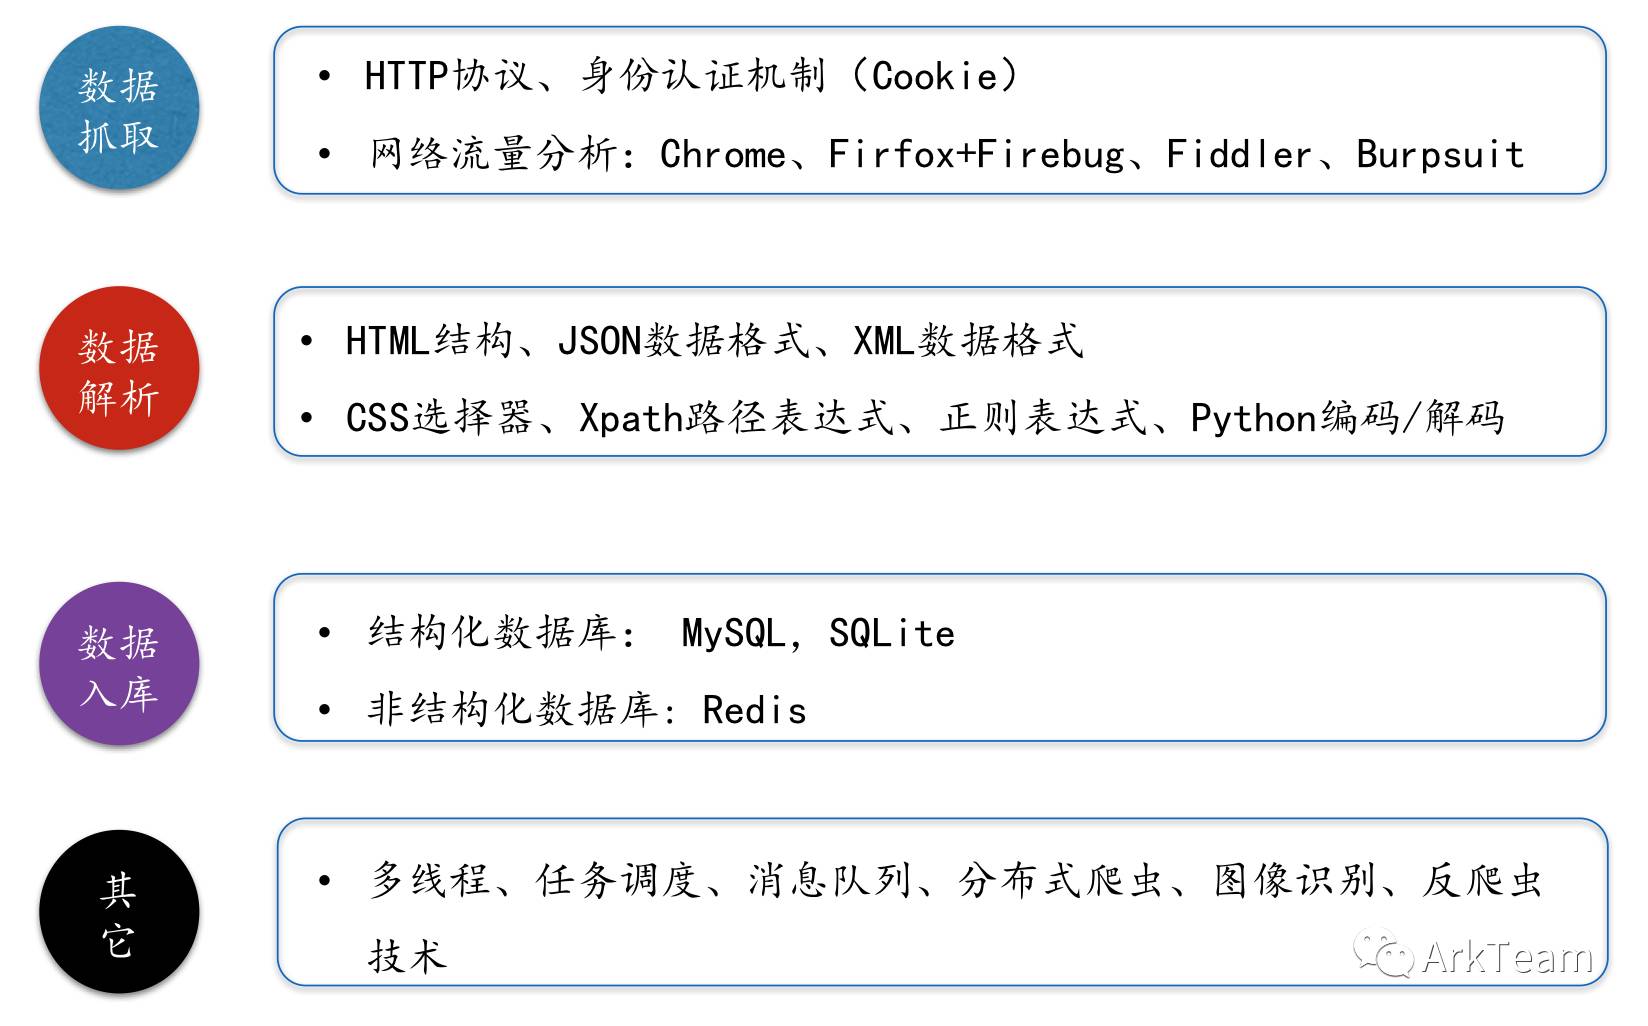 数据
抓取
• HTTP协议、身份认证机制（Cookie）
• 网络流量分析：Chrome、Firfox+Firebug、Fiddler、Burpsuit
数据
解析
• HTML结构、JSON数据格式、XML数据格式
• CSS选择器、Xpath路径表达式、正则表达式、Python编码/解码
数据
入库
• 结构化数据库： MySQL，SQLite
• 非结构化数据库：Redis
其
它
• 多线程、任务调度、消息队列、分布式爬虫、图像识别、反爬虫
技术
ArkTeam